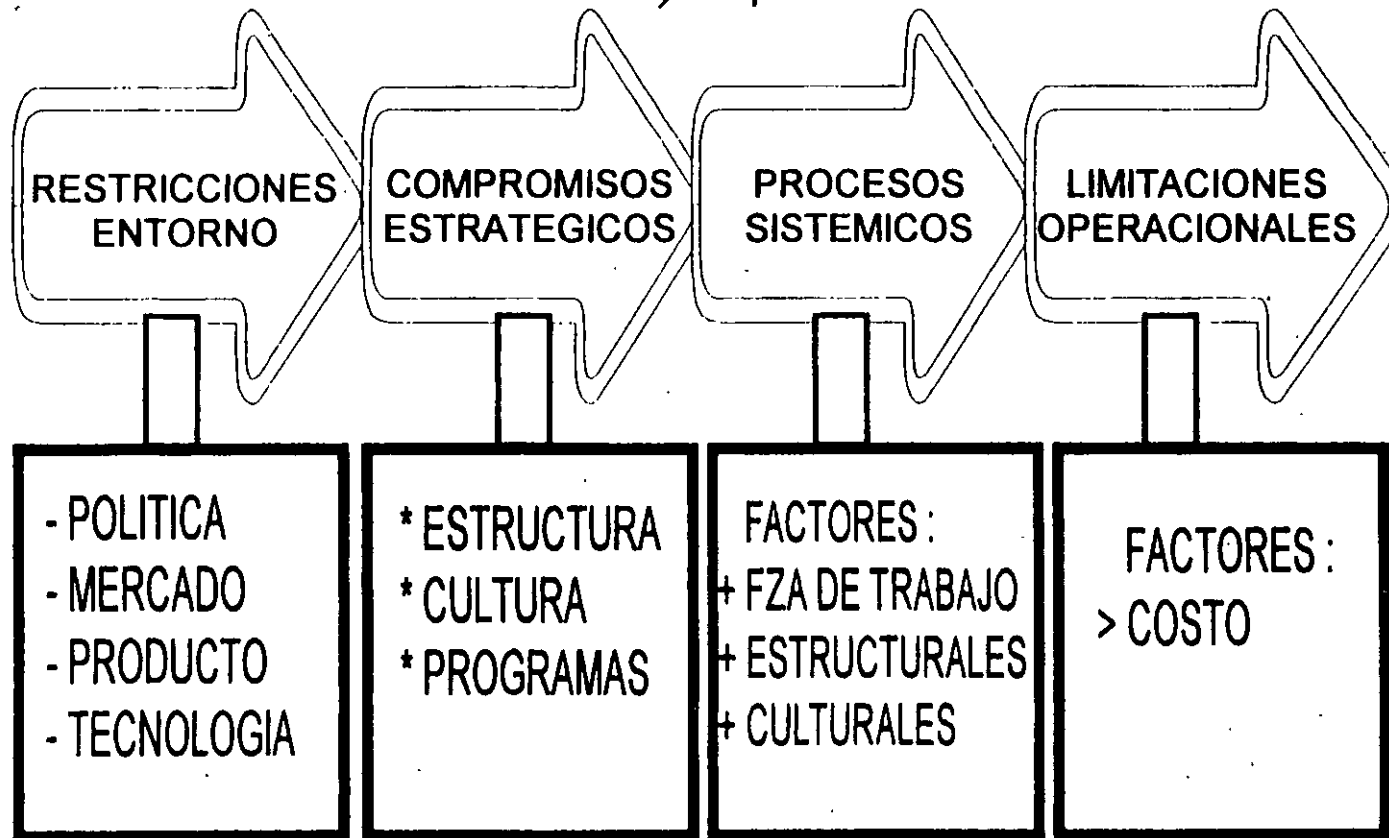 RESTRICCIONES
ENTORNO
COMPROMISOS
ESTRATEGICOS
PROCESOS
SISTEMICOS
LIMITACIONES
OPERACIONALES
- POLITICA
- MERCADO
- PRODUCTO
- TECNOLOGIA
* ESTRUCTURA
* CULTURA
* PROGRAMAS
FACTORES :
+ FZA DE TRABAJO
+ ESTRUCTURALES
+ CULTURALES
FACTORES :
> COSTO